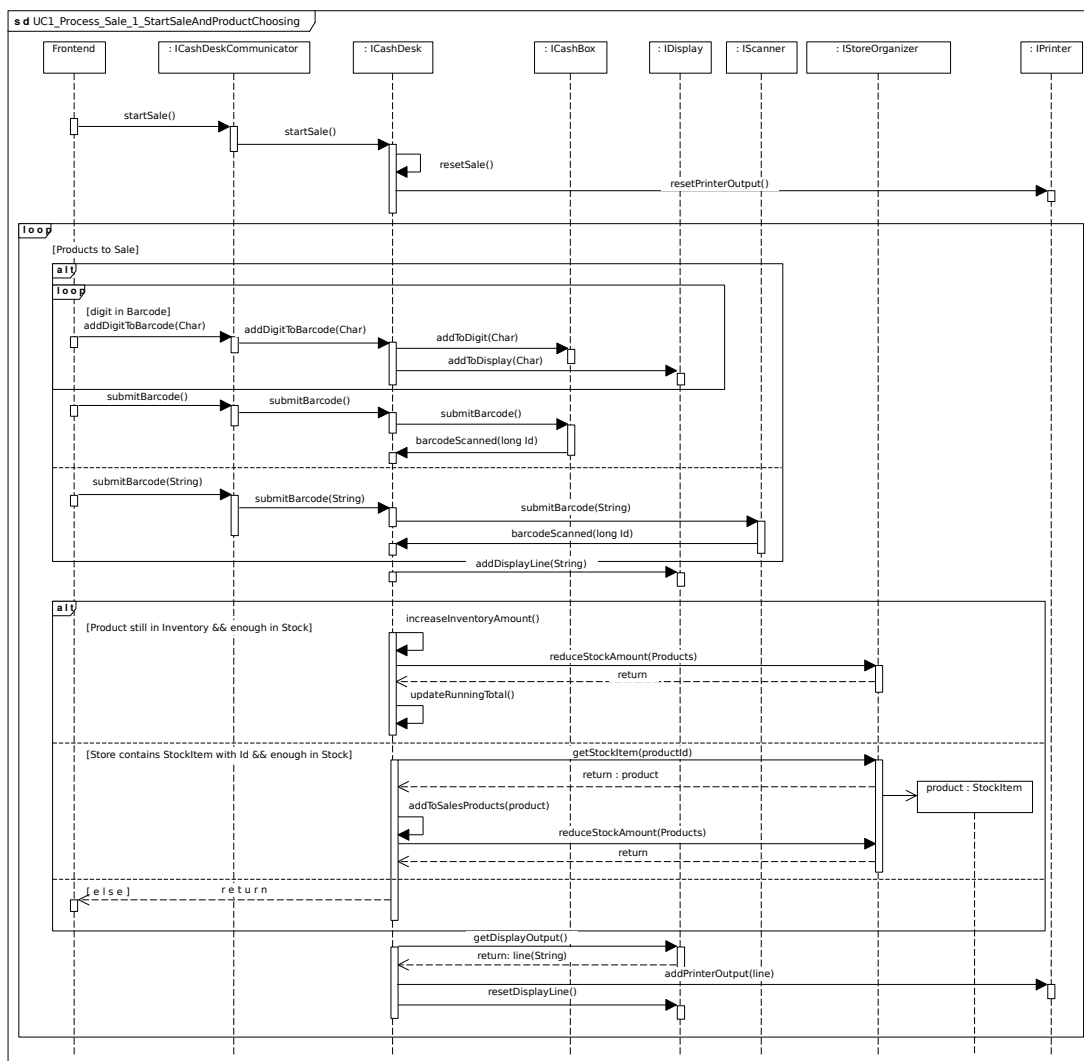 sd UC1_Process_Sale_1_StartSaleAndProductChoosing
Frontend
: ICashDeskCommunicator
: ICashDesk
: ICashBox
: IDisplay
: IScanner
: IStoreOrganizer
: IPrinter
startSale()
startSale()
resetSale()
resetPrinterOutput()
loop
[Products to Sale]
alt
loop
[digit in Barcode]
addDigitToBarcode(Char)
addDigitToBarcode(Char)
addToDigit(Char)
addToDisplay(Char)
submitBarcode()
submitBarcode()
submitBarcode()
barcodeScanned(long Id)
submitBarcode(String)
submitBarcode(String)
submitBarcode(String)
barcodeScanned(long Id)
addDisplayLine(String)
alt
[Product still in Inventory && enough in Stock]
increaseInventoryAmount()
reduceStockAmount(Products)
return
updateRunningTotal()
[Store contains StockItem with Id && enough in Stock]
getStockItem(productId)
return : product
product : StockItem
addToSalesProducts(product)
reduceStockAmount(Products)
return
[else]
return
getDisplayOutput()
return: line(String)
addPrinterOutput(line)
resetDisplayLine()